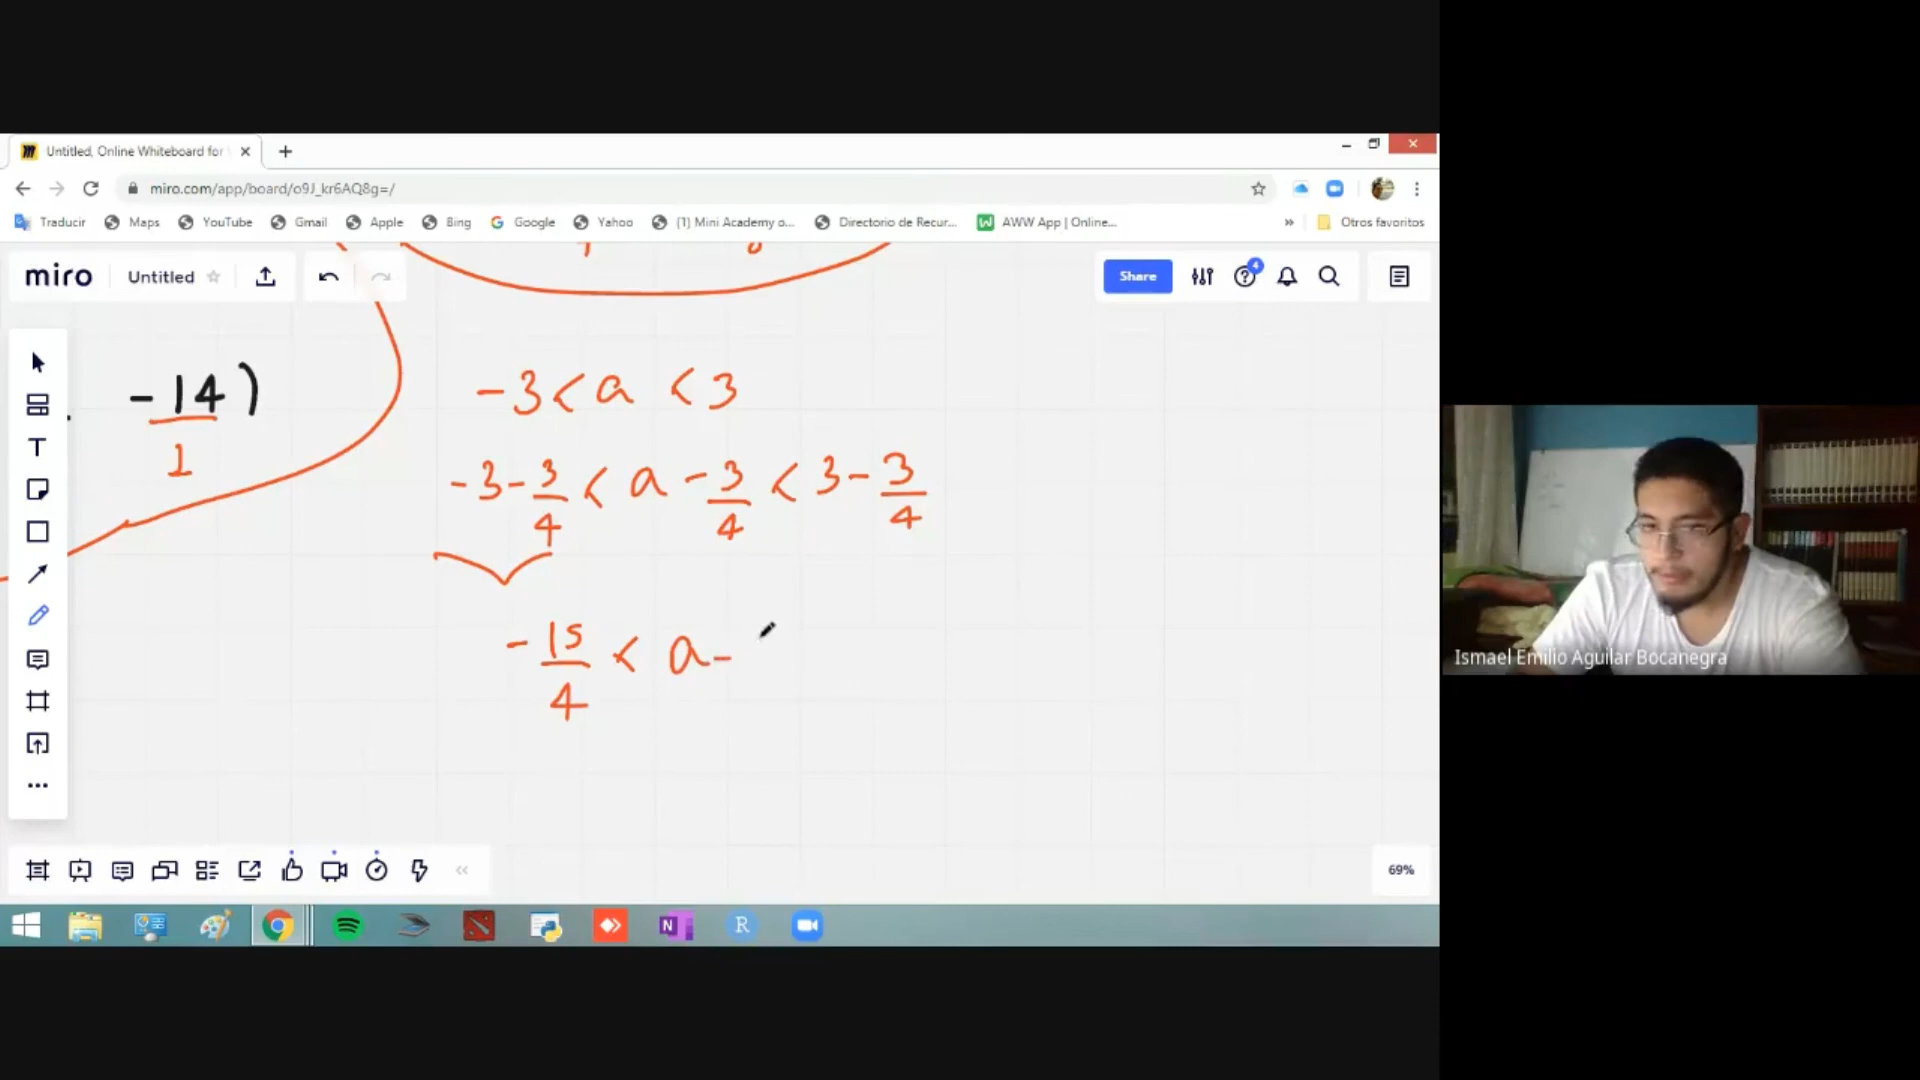 Untitled, Online Whiteboard for
miro.com/app/board/o9J_kr6AQ8g=/
Traducir Maps YouTube Gmail Apple Bing Google Yahoo (1) Mini Academy o... Directorio de Recur... AWW App | Online... » Otros favoritos
miro Untitled Share 4
-14)
1
-3 < a < 3
-3 - 3/4 < a - 3/4 < 3 - 3/4
-15/4 < a -
Ismael Emilio Aguilar Bocanegra
69%